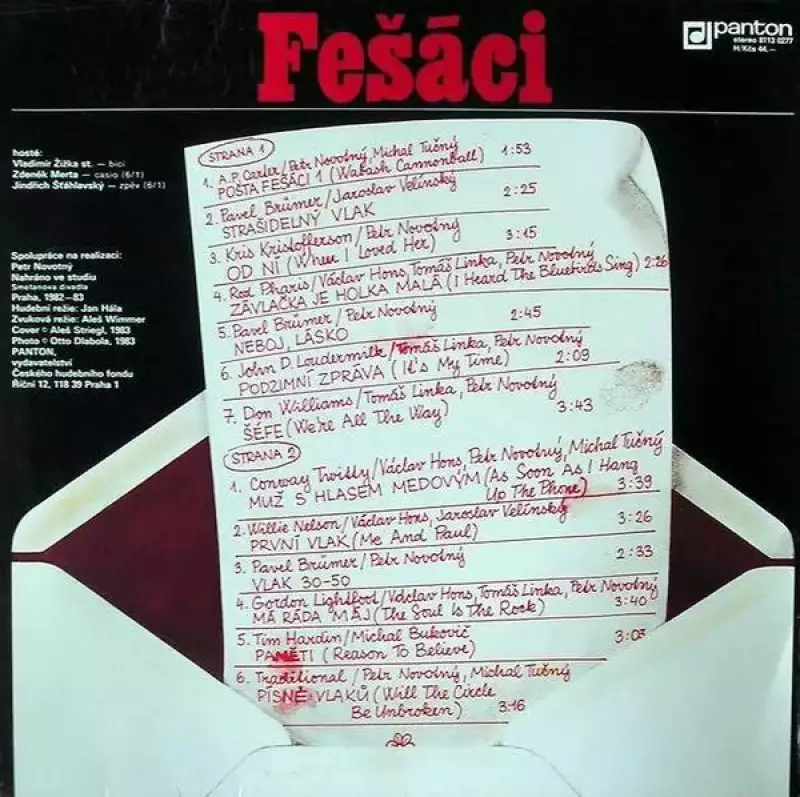 Fešáci
panton
stereo 8113 0277
H/Kčs 44,—
hosté:
Vladimír Žižka st. — bicí
Zdeněk Merta — casio (6/1)
Jindřich Šťáhlavský — zpěv (6/1)
Spolupráce na realizaci:
Petr Novotný
Nahráno ve studiu
Smetanova divadla
Praha, 1982–83
Hudební režie: Jan Hála
Zvuková režie: Aleš Wimmer
Cover © Aleš Striegl, 1983
Photo © Otto Dlabola, 1983
PANTON,
vydavatelství
Českého hudebního fondu
Říční 12, 118 39 Praha 1
STRANA 1
1. A.P. Carter/Petr Novotný, Michal Tučný
POŠTA FEŠÁCI 1 (Wabash Cannonball) 1:53
2. Pavel Brümer/Jaroslav Velínský
STRAŠIDELNÝ VLAK 2:25
3. Kris Kristofferson/Petr Novotný
OD NÍ (When I Loved Her) 3:15
4. Rod Pharis/Václav Hons, Tomáš Linka, Petr Novotný
ZÁVLAČKA JE HOLKA MALÁ (I Heard The Bluebirds Sing) 2:26
5. Pavel Brümer/Petr Novotný
NEBOJ, LÁSKO 2:45
6. John D. Loudermilk/Tomáš Linka, Petr Novotný
PODZIMNÍ ZPRÁVA (It's My Time) 2:09
7. Don Williams/Tomáš Linka, Petr Novotný
ŠÉFE (We're All The Way) 3:43
STRANA 2
1. Conway Twitty/Václav Hons, Petr Novotný, Michal Tučný
MUŽ S HLASEM MEDOVÝM (As Soon As I Hang
Up The Phone) 3:39
2. Willie Nelson/Václav Hons, Jaroslav Velínský
PRVNÍ VLAK (Me And Paul) 3:26
3. Pavel Brümer/Petr Novotný
VLAK 30-50 2:33
4. Gordon Lightfoot/Václav Hons, Tomáš Linka, Petr Novotný
MÁ RÁDA MÁJ (The Soul Is The Rock) 3:40
5. Tim Hardin/Michal Bukovič
PAMĚTI (Reason To Believe)
6. Traditional/Petr Novotný, Michal Tučný
PÍSNĚ VLAKŮ (Will The Circle
Be Unbroken) 3:16